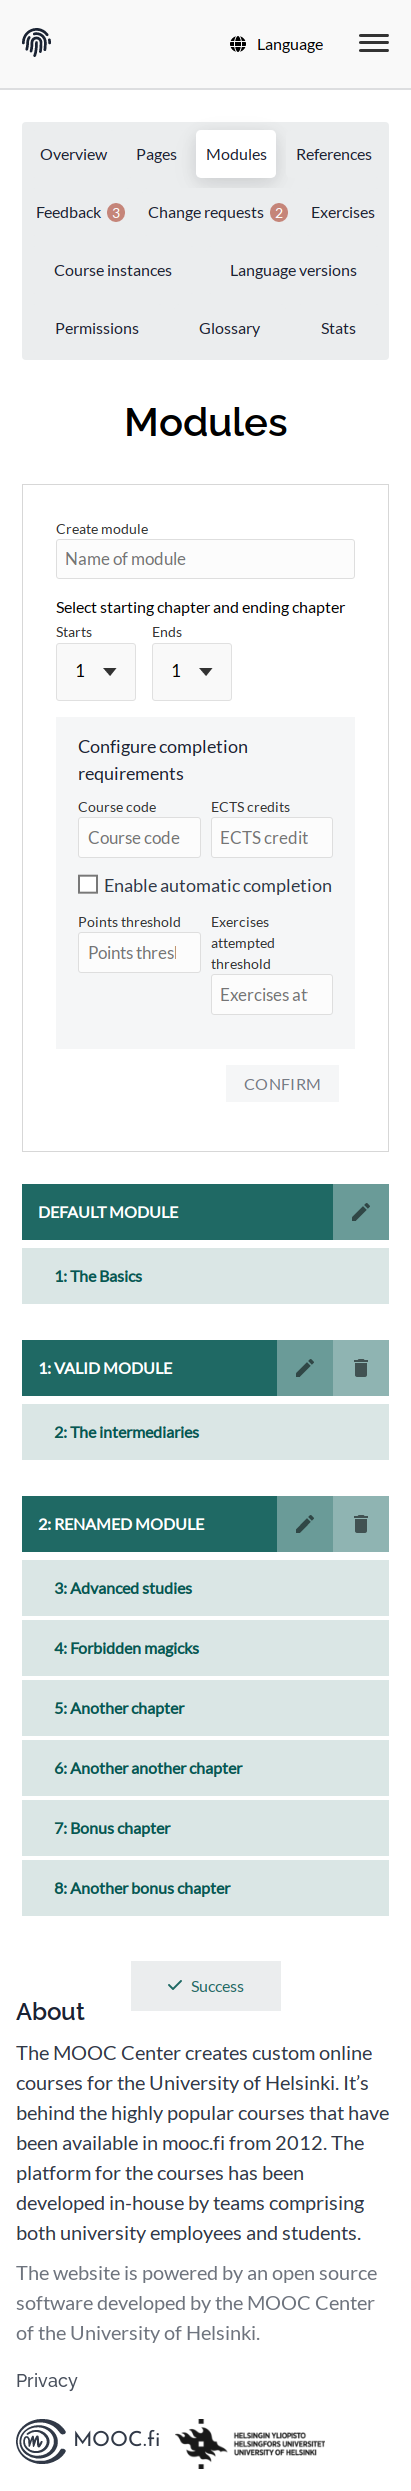 Language
Overview Pages Modules References
Feedback 3 Change requests 2 Exercises
Course instances Language versions
Permissions Glossary Stats
Modules
Create module
Name of module
Select starting chapter and ending chapter
Starts Ends
1 1
Configure completion
requirements
Course code ECTS credits
Course code ECTS credit
Enable automatic completion
Points threshold Exercises
attempted
threshold
Points thresl
Exercises at
CONFIRM
DEFAULT MODULE
1: The Basics
1: VALID MODULE
2: The intermediaries
2: RENAMED MODULE
3: Advanced studies
4: Forbidden magicks
5: Another chapter
6: Another another chapter
7: Bonus chapter
8: Another bonus chapter
Success
About
The MOOC Center creates custom online
courses for the University of Helsinki. It’s
behind the highly popular courses that have
been available in mooc.fi from 2012. The
platform for the courses has been
developed in-house by teams comprising
both university employees and students.
The website is powered by an open source
software developed by the MOOC Center
of the University of Helsinki.
Privacy
MOOC.fi
HELSINGIN YLIOPISTO
HELSINGFORS UNIVERSITET
UNIVERSITY OF HELSINKI